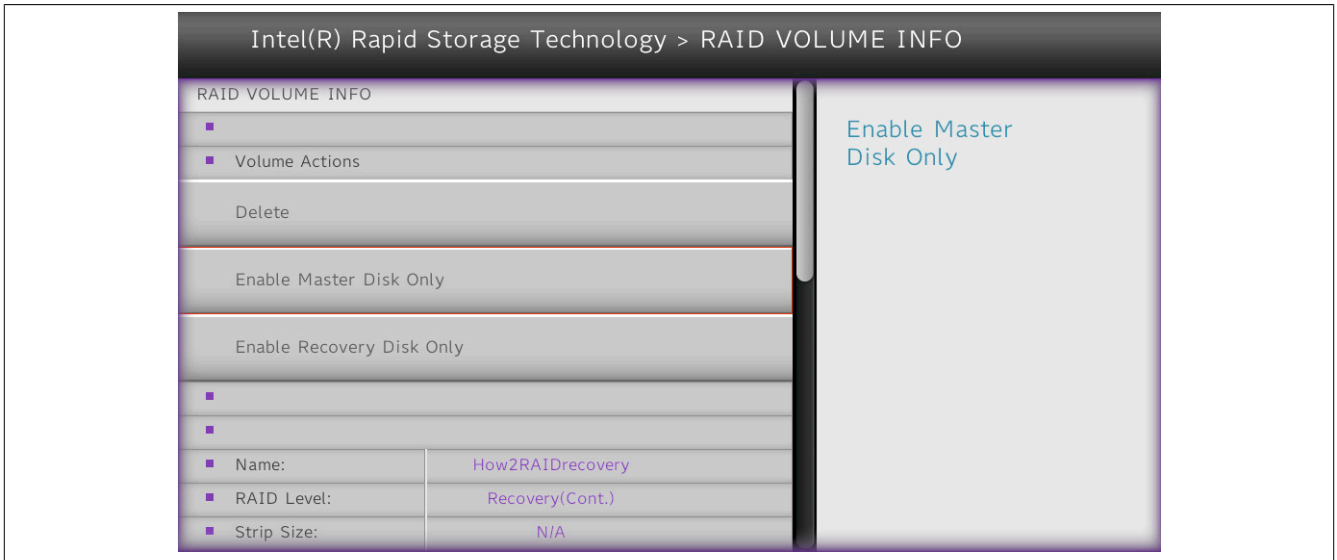 Intel(R) Rapid Storage Technology > RAID VOLUME INFO
RAID VOLUME INFO
Volume Actions
Delete
Enable Master Disk Only
Enable Recovery Disk Only
Name: How2RAIDrecovery
RAID Level: Recovery(Cont.)
Strip Size: N/A
Enable Master
Disk Only